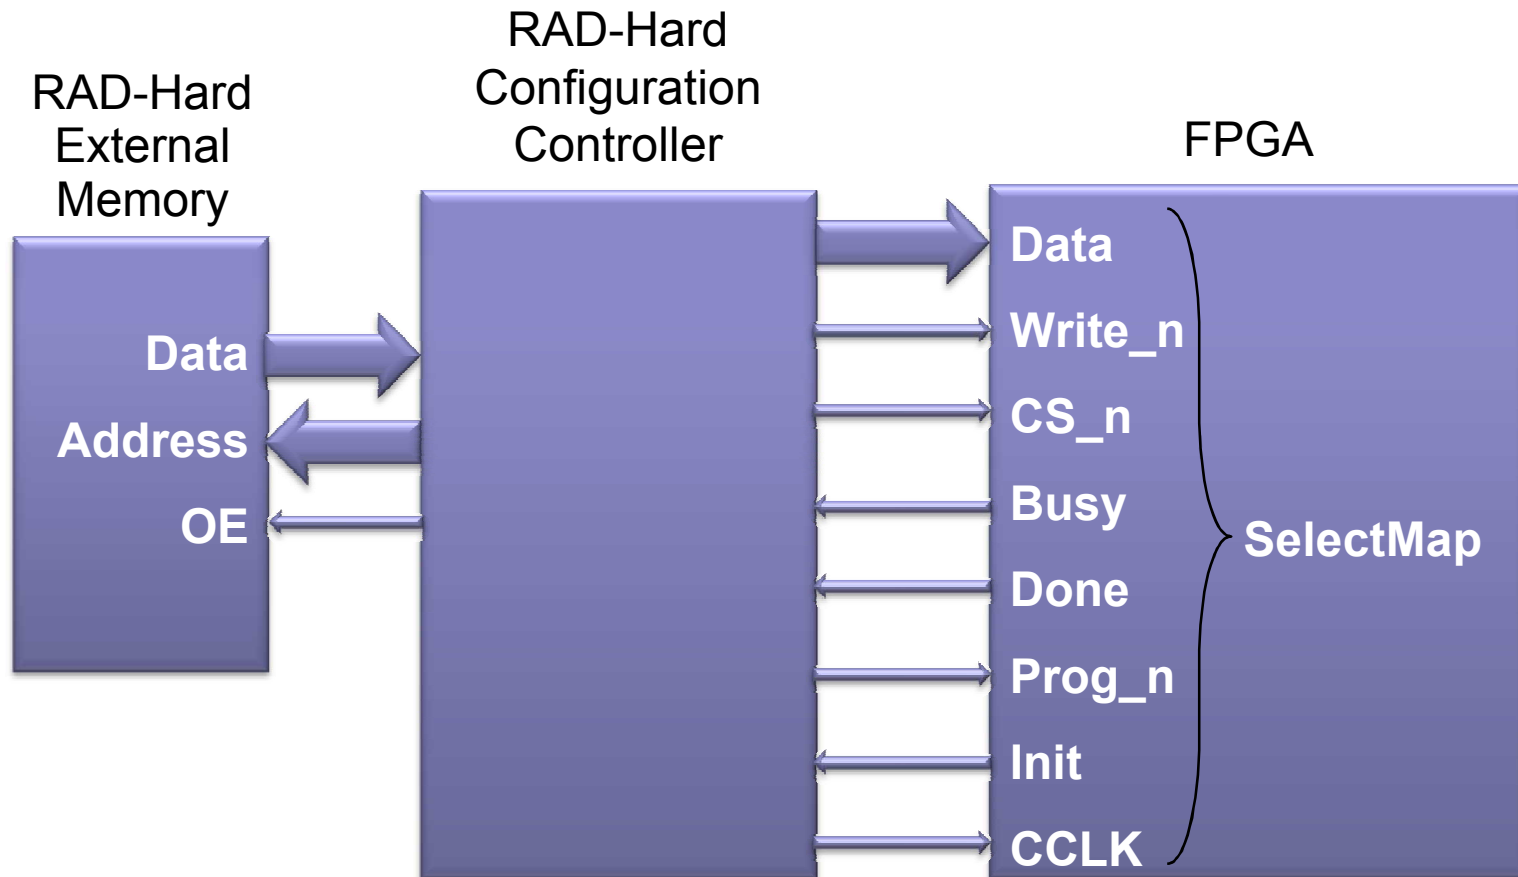 RAD-Hard
External
Memory
Data
Address
OE
RAD-Hard
Configuration
Controller
FPGA
Data
Write_n
CS_n
Busy
Done
Prog_n
Init
CCLK
SelectMap